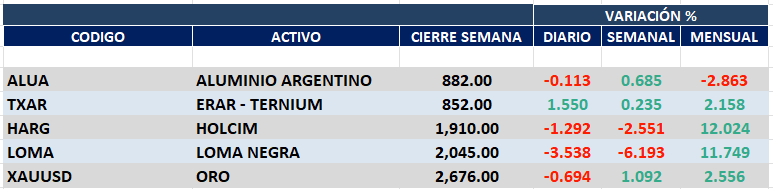 VARIACIÓN %
CODIGO ACTIVO CIERRE SEMANA DIARIO SEMANAL MENSUAL
ALUA ALUMINIO ARGENTINO 882.00 -0.113 0.685 -2.863
TXAR ERAR - TERNIUM 852.00 1.550 0.235 2.158
HARG HOLCIM 1,910.00 -1.292 -2.551 12.024
LOMA LOMA NEGRA 2,045.00 -3.538 -6.193 11.749
XAUUSD ORO 2,676.00 -0.694 1.092 2.556